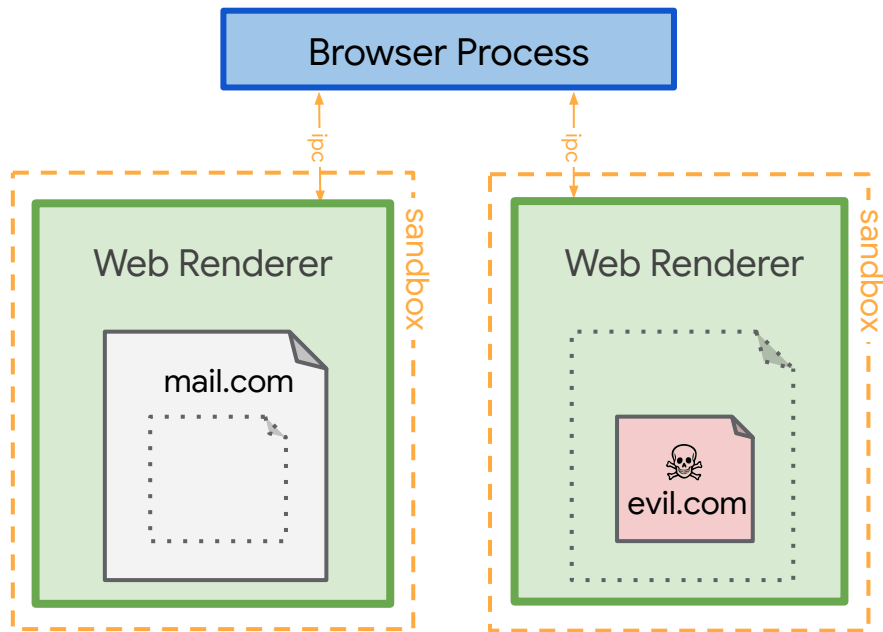 Browser Process
ipc
ipc
sandbox
sandbox
Web Renderer
Web Renderer
mail.com
evil.com